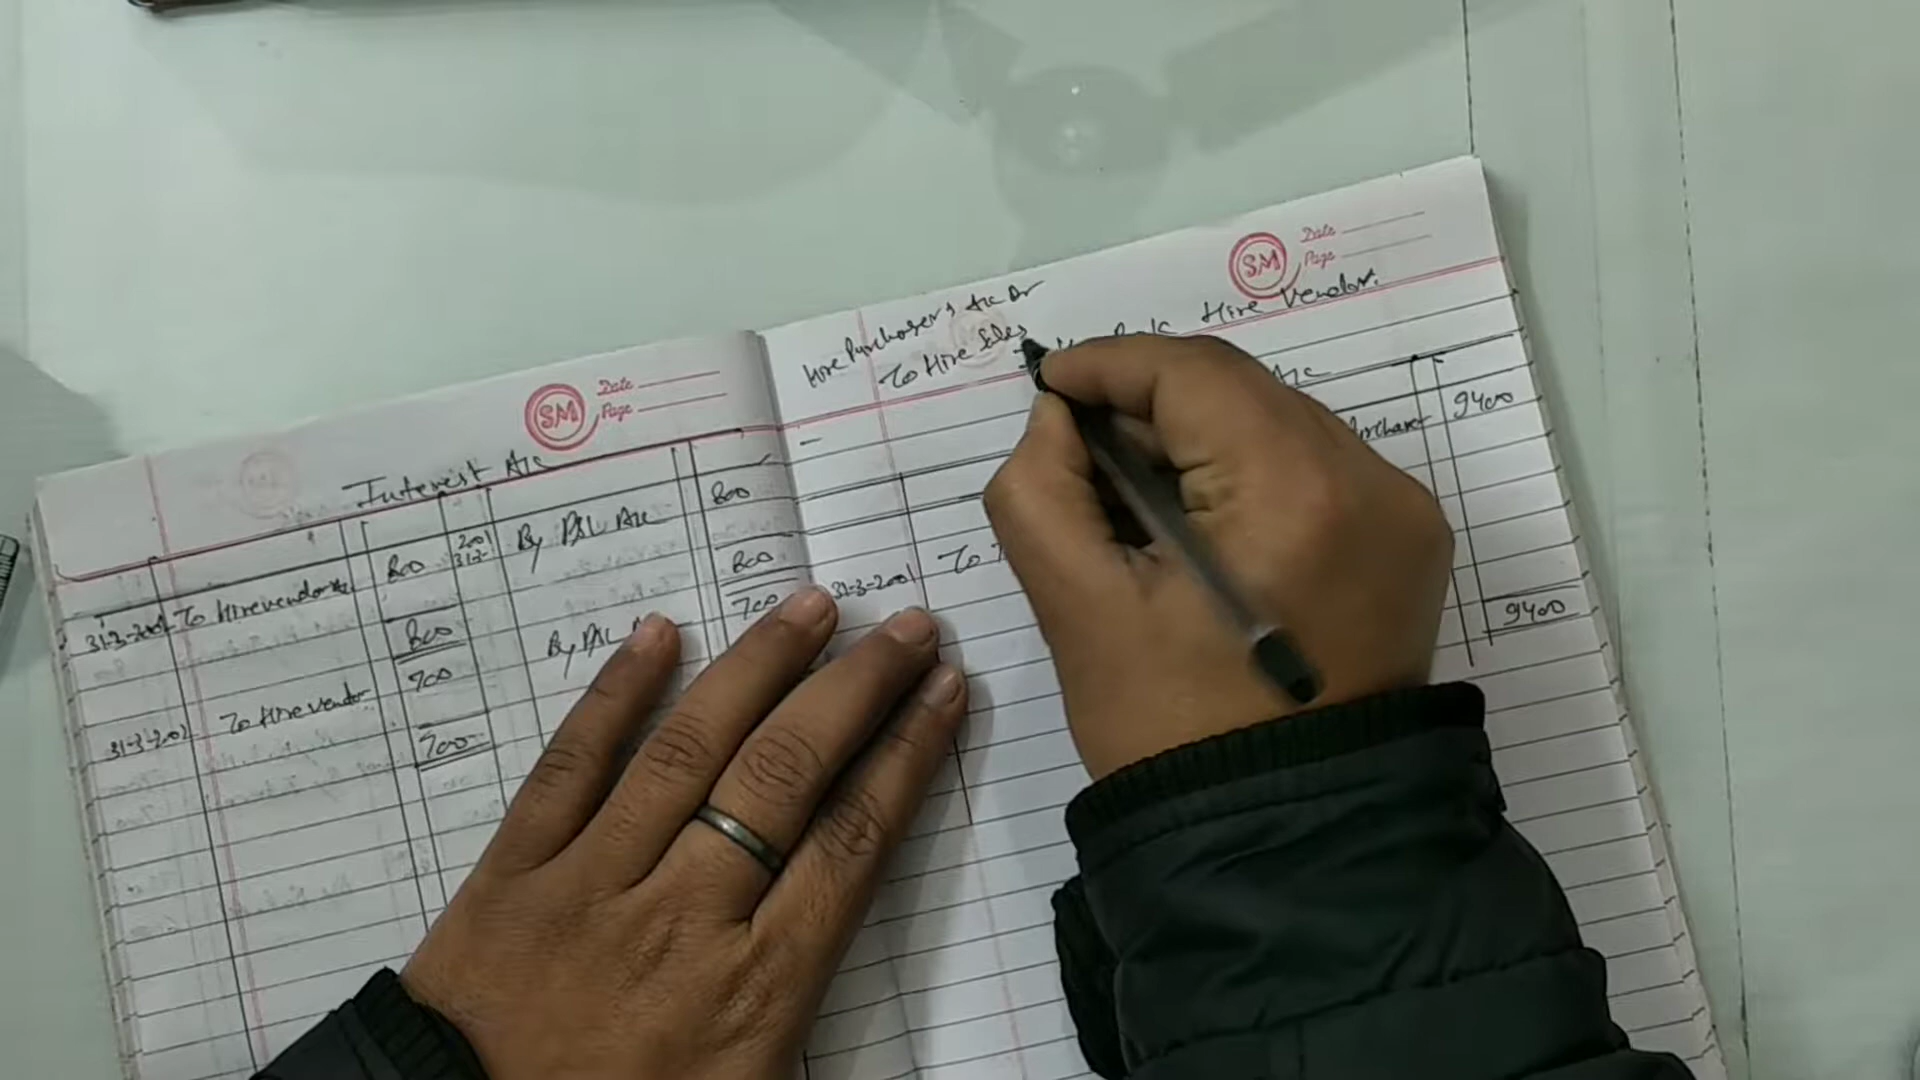 SM
Date
Page
Interest A/c
31-3-2001 To Hire vendor A/c 800 2001 31-3- By P&L A/c 800
800 800
31-3-2002 To Hire vendor 700 By P&L 700
700
SM
Date
Page
Hire Purchasers A/c Dr
To Hire Sales
Hire Vendor.
A/c
9400
31-3-2001 To
9400